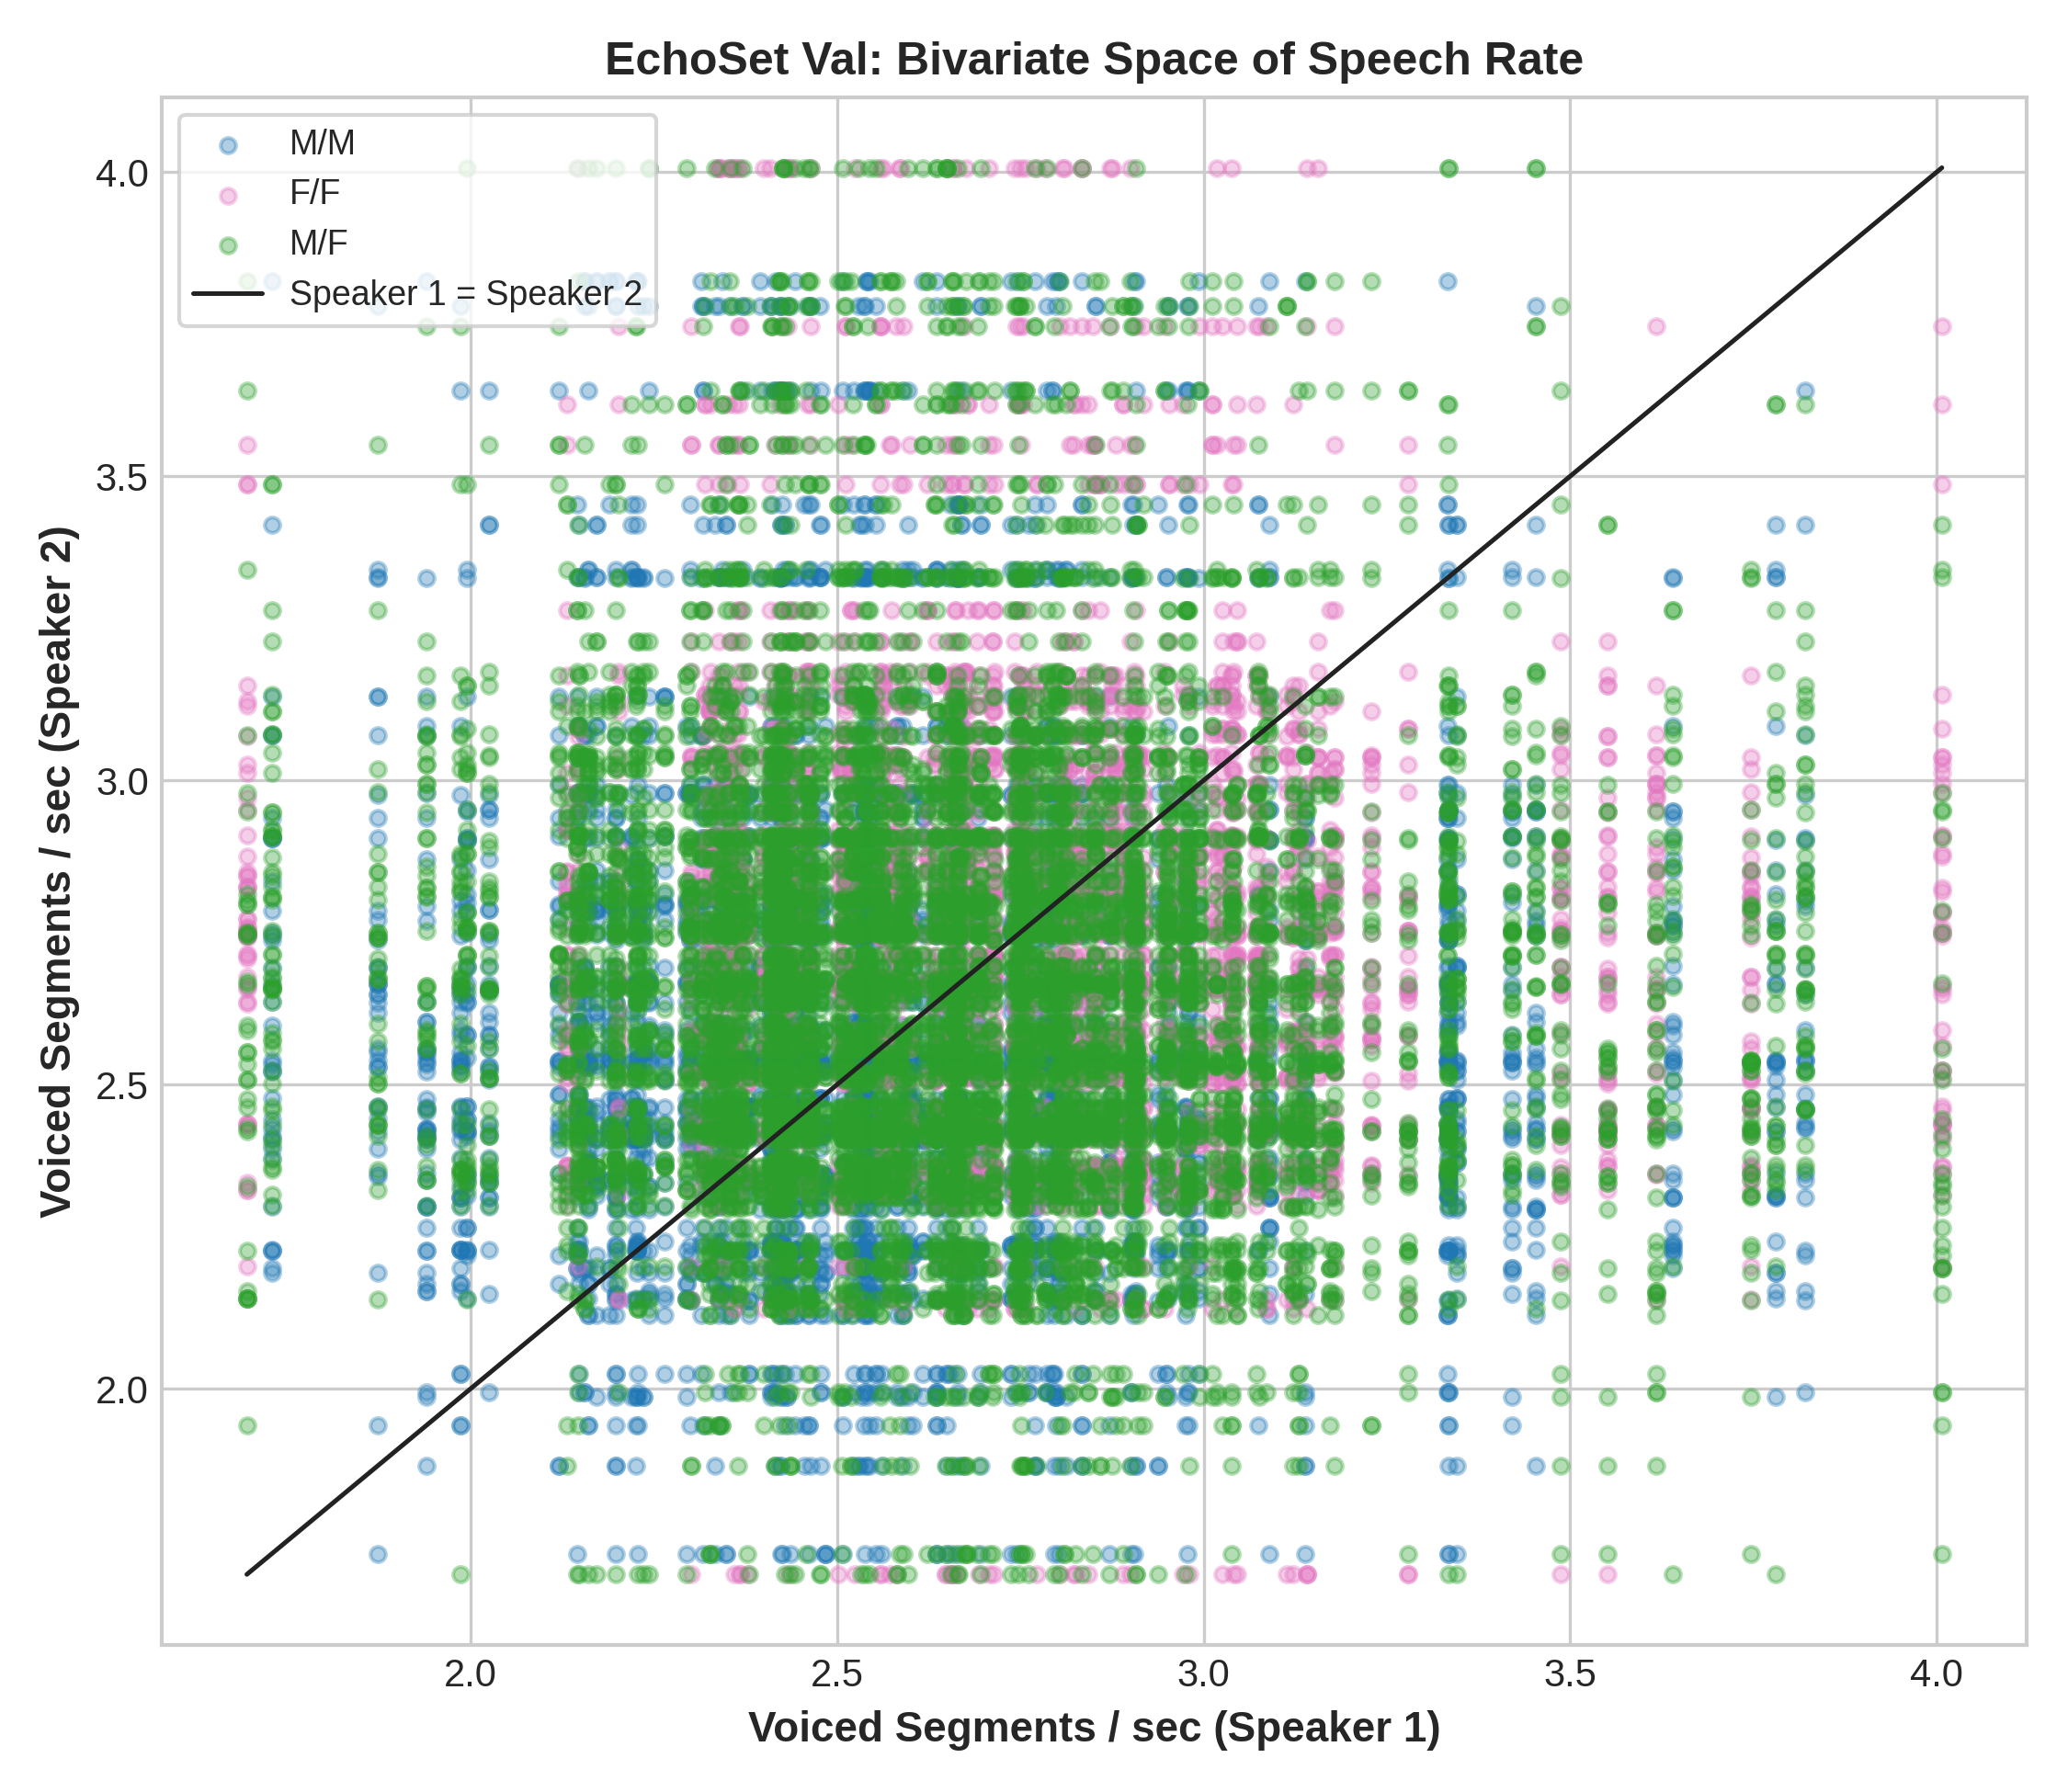 EchoSet Val: Bivariate Space of Speech Rate
M/M
F/F
M/F
Speaker 1 = Speaker 2
4.0
3.5
3.0
2.5
2.0
Voiced Segments / sec (Speaker 2)
2.0 2.5 3.0 3.5 4.0
Voiced Segments / sec (Speaker 1)